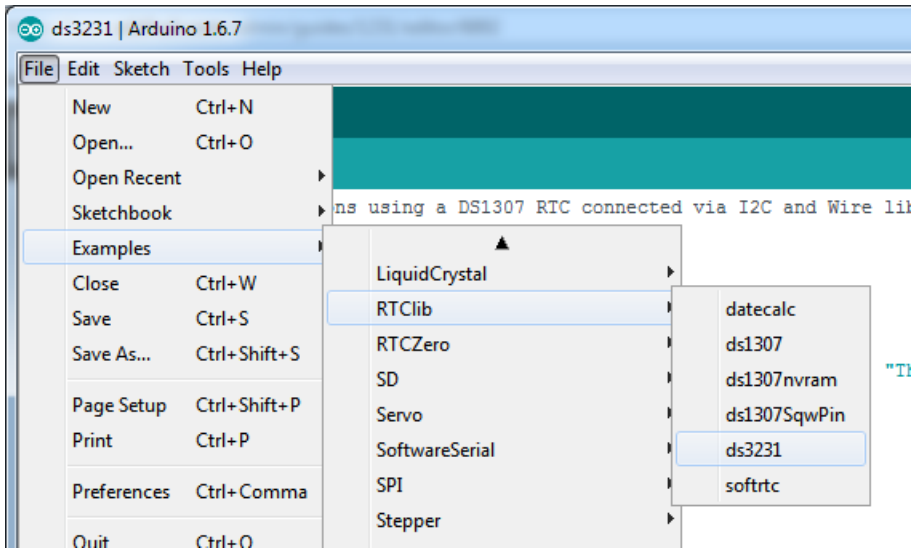 ds3231 | Arduino 1.6.7
File Edit Sketch Tools Help
New Ctrl+N
Open... Ctrl+O
Open Recent
Sketchbook
Examples
Close Ctrl+W
Save Ctrl+S
Save As... Ctrl+Shift+S
Page Setup Ctrl+Shift+P
Print Ctrl+P
Preferences Ctrl+Comma
Quit Ctrl+Q
ns using a DS1307 RTC connected via I2C and Wire lib
"Th
LiquidCrystal
RTClib
RTCZero
SD
Servo
SoftwareSerial
SPI
Stepper
datecalc
ds1307
ds1307nvram
ds1307SqwPin
ds3231
softrtc